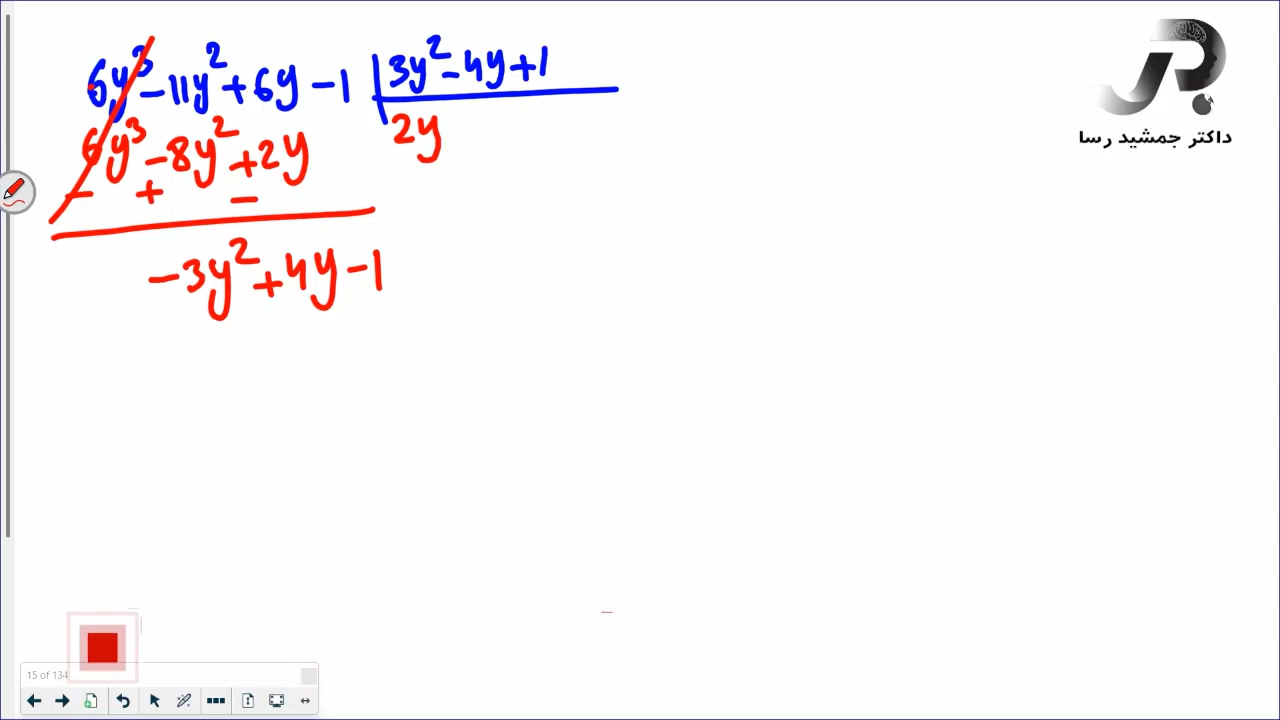 6y³ - 11y² + 6y - 1 | 3y² - 4y + 1
6y³ - 8y² + 2y
2y
- + -
-3y² + 4y - 1
داکتر جمشید رسا
15 of 134